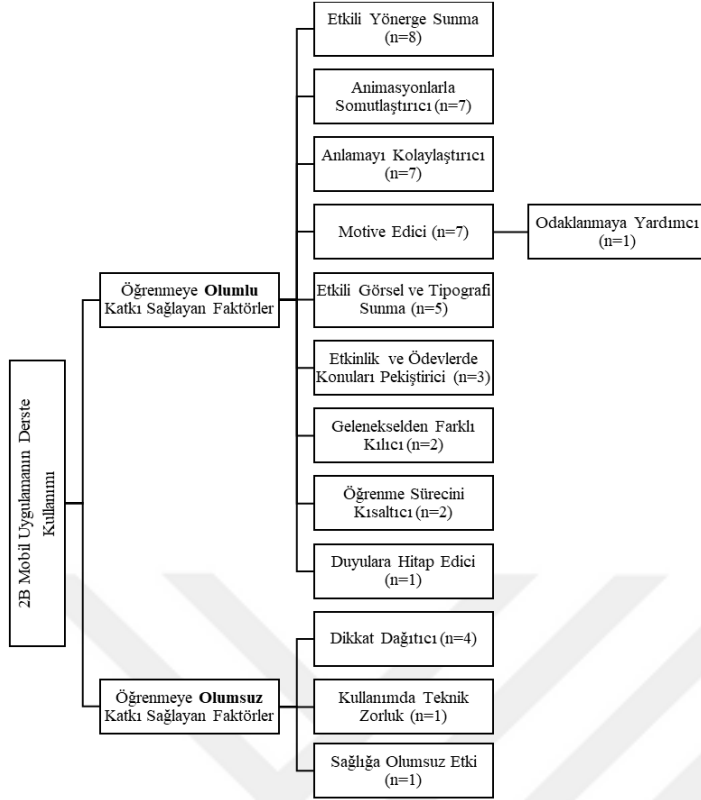 2B Mobil Uygulamanın Derste
Kullanımı
Öğrenmeye Olumlu
Katkı Sağlayan Faktörler
Etkili Yönerge Sunma
(n=8)
Animasyonlarla
Somutlaştırıcı (n=7)
Anlamayı Kolaylaştırıcı
(n=7)
Motive Edici (n=7)
Odaklanmaya Yardımcı
(n=1)
Etkili Görsel ve Tipografi
Sunma (n=5)
Etkinlik ve Ödevlerde
Konuları Pekiştirici (n=3)
Gelenekselden Farklı
Kılıcı (n=2)
Öğrenme Sürecini
Kısaltıcı (n=2)
Duyulara Hitap Edici
(n=1)
Öğrenmeye Olumsuz
Katkı Sağlayan Faktörler
Dikkat Dağıtıcı (n=4)
Kullanımda Teknik
Zorluk (n=1)
Sağlığa Olumsuz Etki
(n=1)